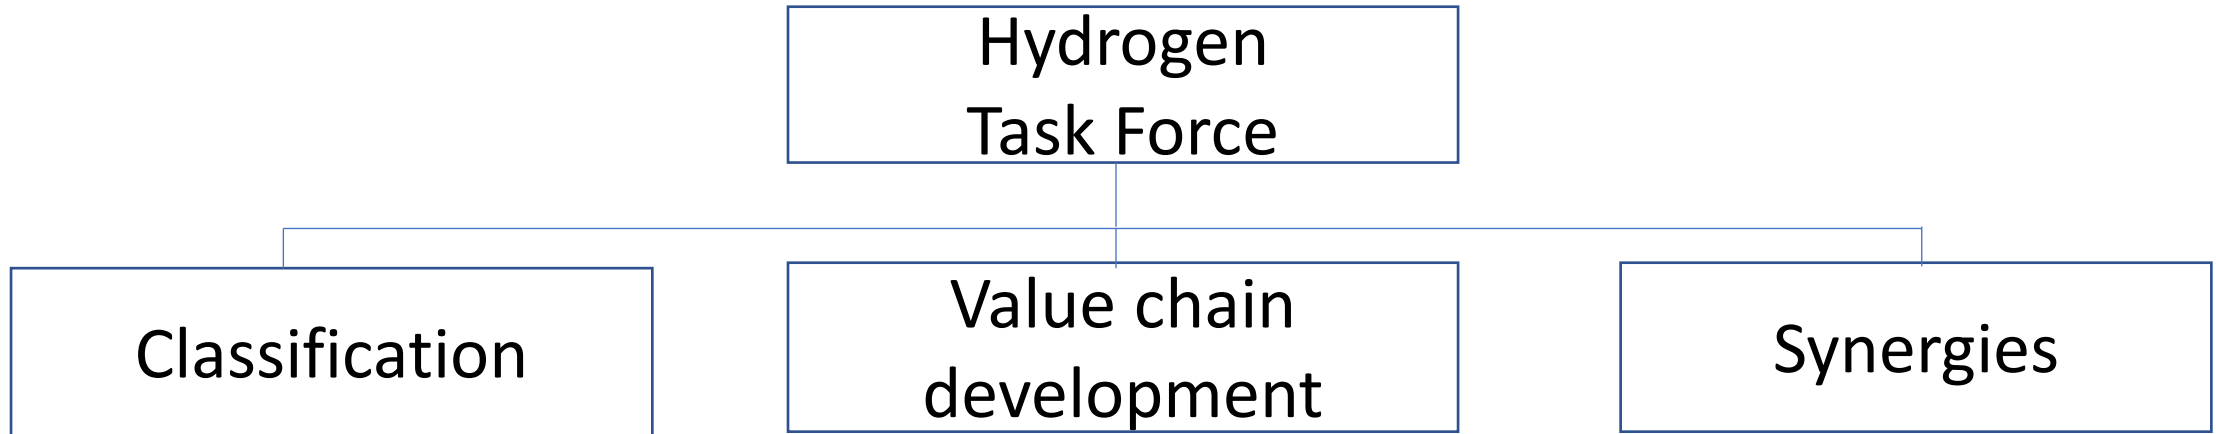 Hydrogen
Task Force
Classification
Value chain
development
Synergies